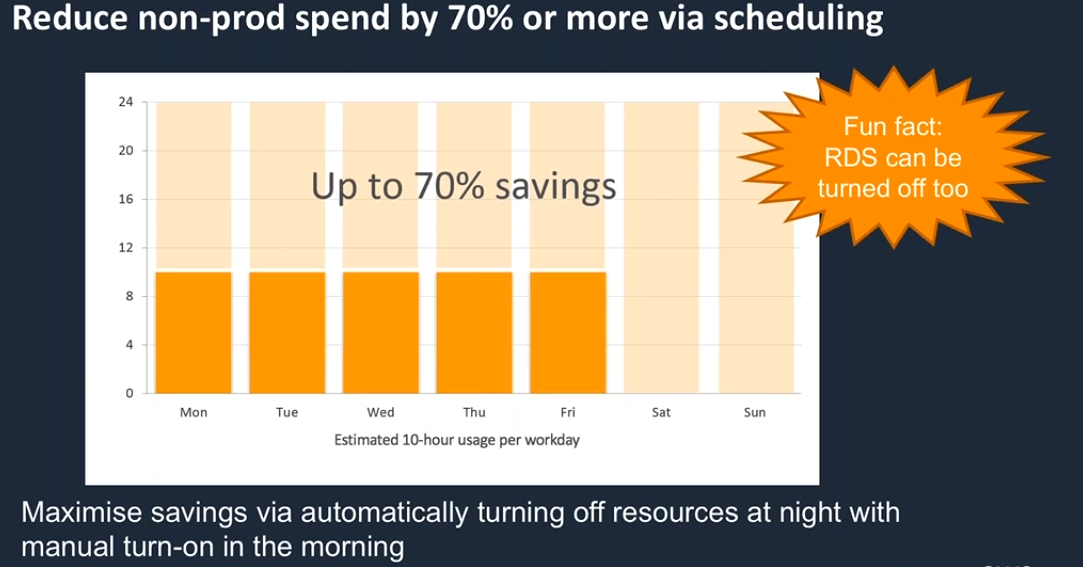 Reduce non-prod spend by 70% or more via scheduling
24
20
16
12
8
4
0
Up to 70% savings
Fun fact:
RDS can be
turned off too
Mon Tue Wed Thu Fri Sat Sun
Estimated 10-hour usage per workday
Maximise savings via automatically turning off resources at night with
manual turn-on in the morning